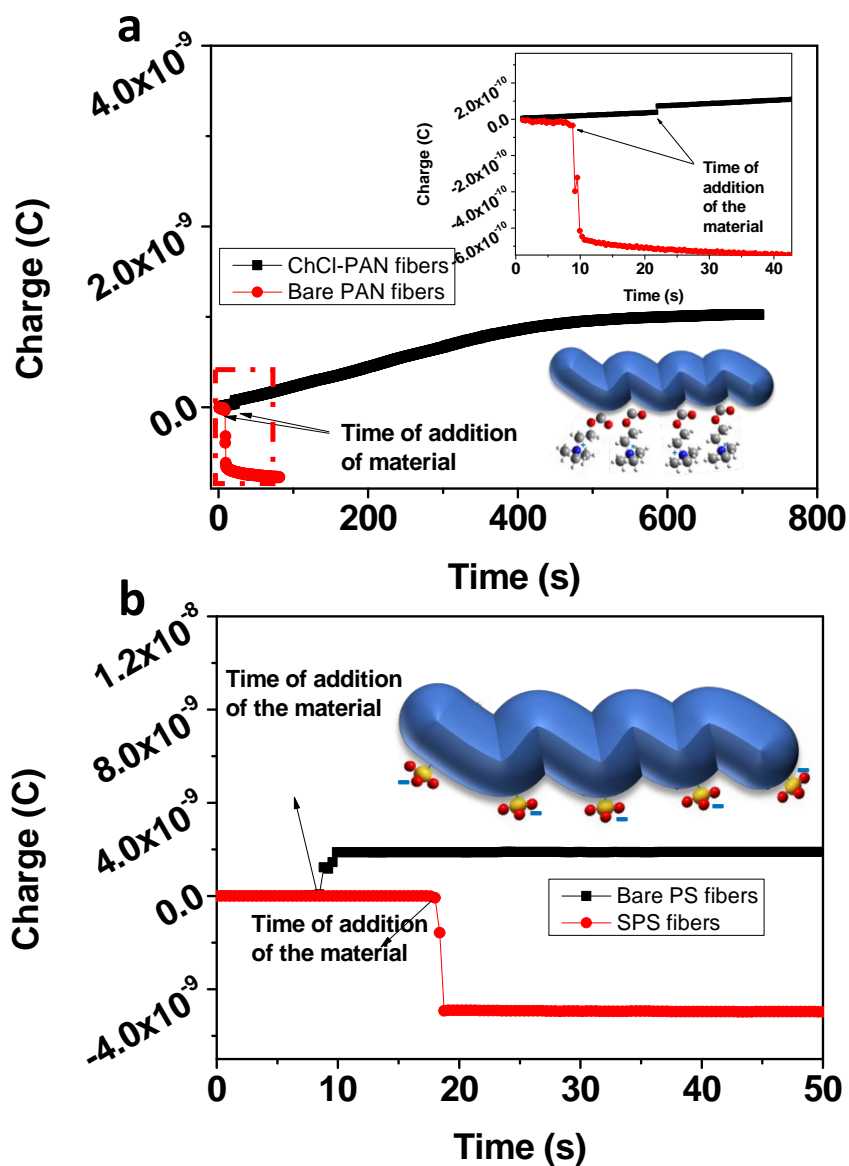 a
4.0x10⁻⁹
2.0x10⁻⁹
0.0
Charge (C)
ChCl-PAN fibers
Bare PAN fibers
Time of addition
of material
0 200 400 600 800
Time (s)
2.0x10⁻¹⁰
0.0
-2.0x10⁻¹⁰
-4.0x10⁻¹⁰
-6.0x10⁻¹⁰
Charge (C)
Time of
addition
of the
material
0 10 20 30 40
Time (s)
b
1.2x10⁻⁸
8.0x10⁻⁹
4.0x10⁻⁹
0.0
-4.0x10⁻⁹
Charge (C)
Time of addition
of the material
Bare PS fibers
SPS fibers
Time of addition
of the material
0 10 20 30 40 50
Time (s)